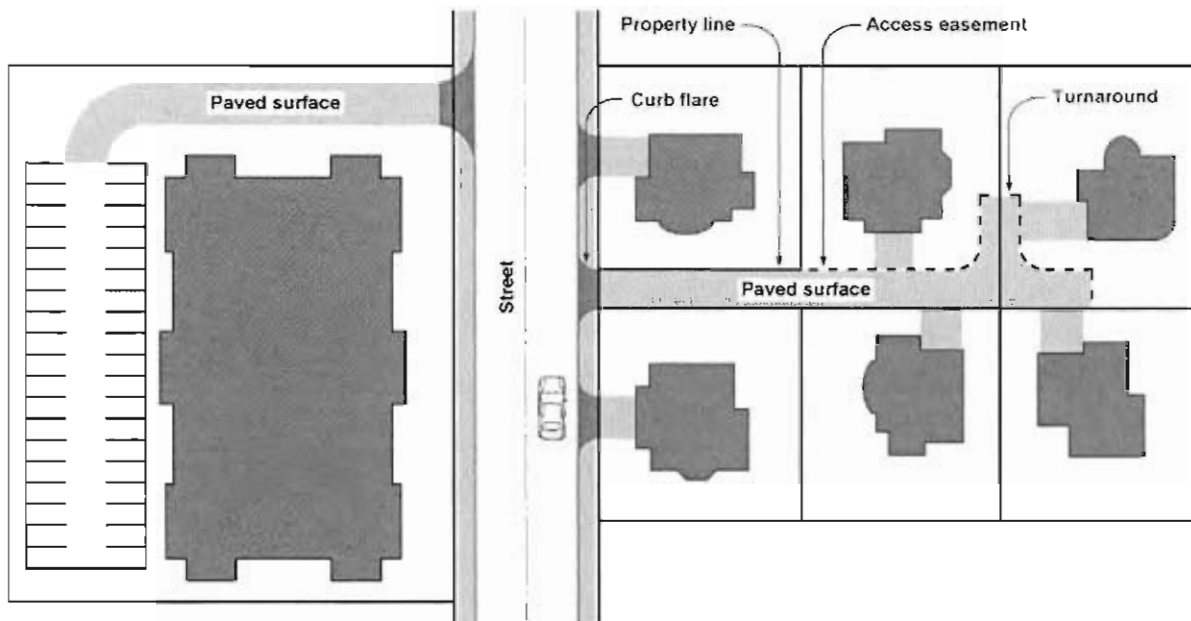 Property line
Access easement
Paved surface
Curb flare
Turnaround
Street
Paved surface